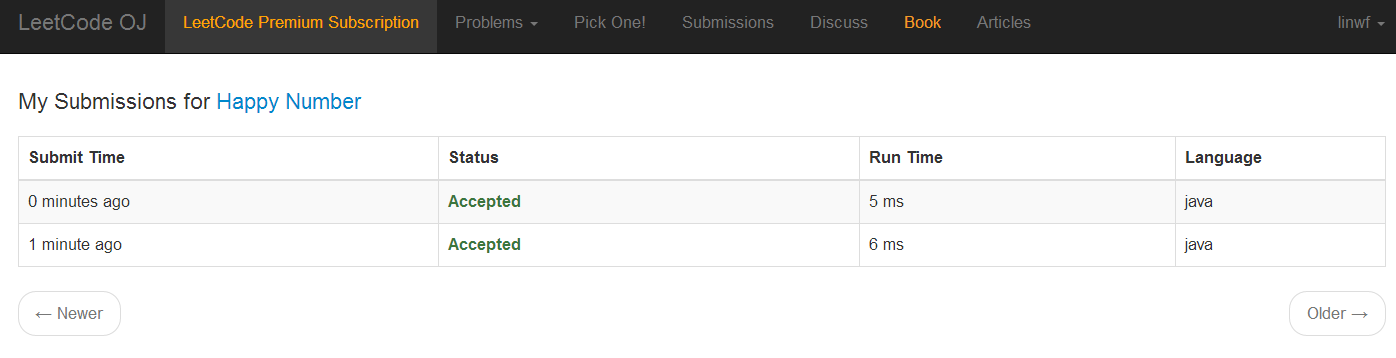 LeetCode OJ LeetCode Premium Subscription Problems Pick One! Submissions Discuss Book Articles linwf
My Submissions for Happy Number
Submit Time Status Run Time Language
0 minutes ago Accepted 5 ms java
1 minute ago Accepted 6 ms java
← Newer Older →